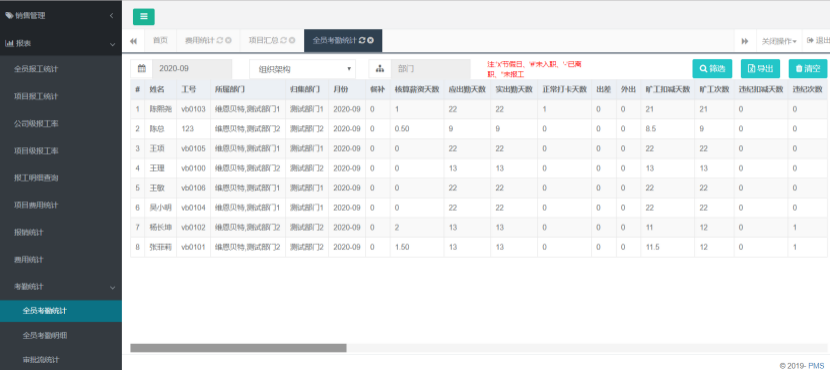 销售管理
报表
全员报工统计
项目报工统计
公司级报工率
项目级报工率
报工明细查询
项目费用统计
报销统计
费用统计
考勤统计
全员考勤统计
全员考勤明细
审批流统计
首页 费用统计 项目汇总 全员考勤统计 关闭操作 退出
2020-09 组织架构 部门
注:'x'节假日、'#'未入职、'-'已离
职、''未报工
筛选 导出 清空
# 姓名 工号 所属部门 归集部门 月份 餐补 核算薪资天数 应出勤天数 实出勤天数 正常打卡天数 出差 外出 旷工扣减天数 旷工次数 违纪扣减天数 违纪次数
1 陈熙尧 vb0103 维恩贝特,测试部门1 测试部门1 2020-09 0 1 22 22 1 0 0 21 21 0 0
2 陈总 123 维恩贝特,测试部门2 测试部门2 2020-09 0 0.50 9 9 0 0 0 8.5 9 0 0
3 王项 vb0105 维恩贝特,测试部门1 测试部门1 2020-09 0 0 22 22 0 0 0 22 22 0 0
4 王理 vb0100 维恩贝特,测试部门2 测试部门2 2020-09 0 0 13 13 0 0 0 13 13 0 0
5 王敏 vb0106 维恩贝特,测试部门1 测试部门1 2020-09 0 0 22 22 0 0 0 22 22 0 0
6 吴小明 vb0104 维恩贝特,测试部门1 测试部门1 2020-09 0 0 22 22 0 0 0 22 22 0 0
7 杨长坤 vb0102 维恩贝特,测试部门2 测试部门2 2020-09 0 2 13 13 0 0 0 11 12 0 1
8 张菲莉 vb0101 维恩贝特,测试部门2 测试部门2 2020-09 0 1.50 13 13 0 0 0 11.5 12 0 1
© 2019- PMS